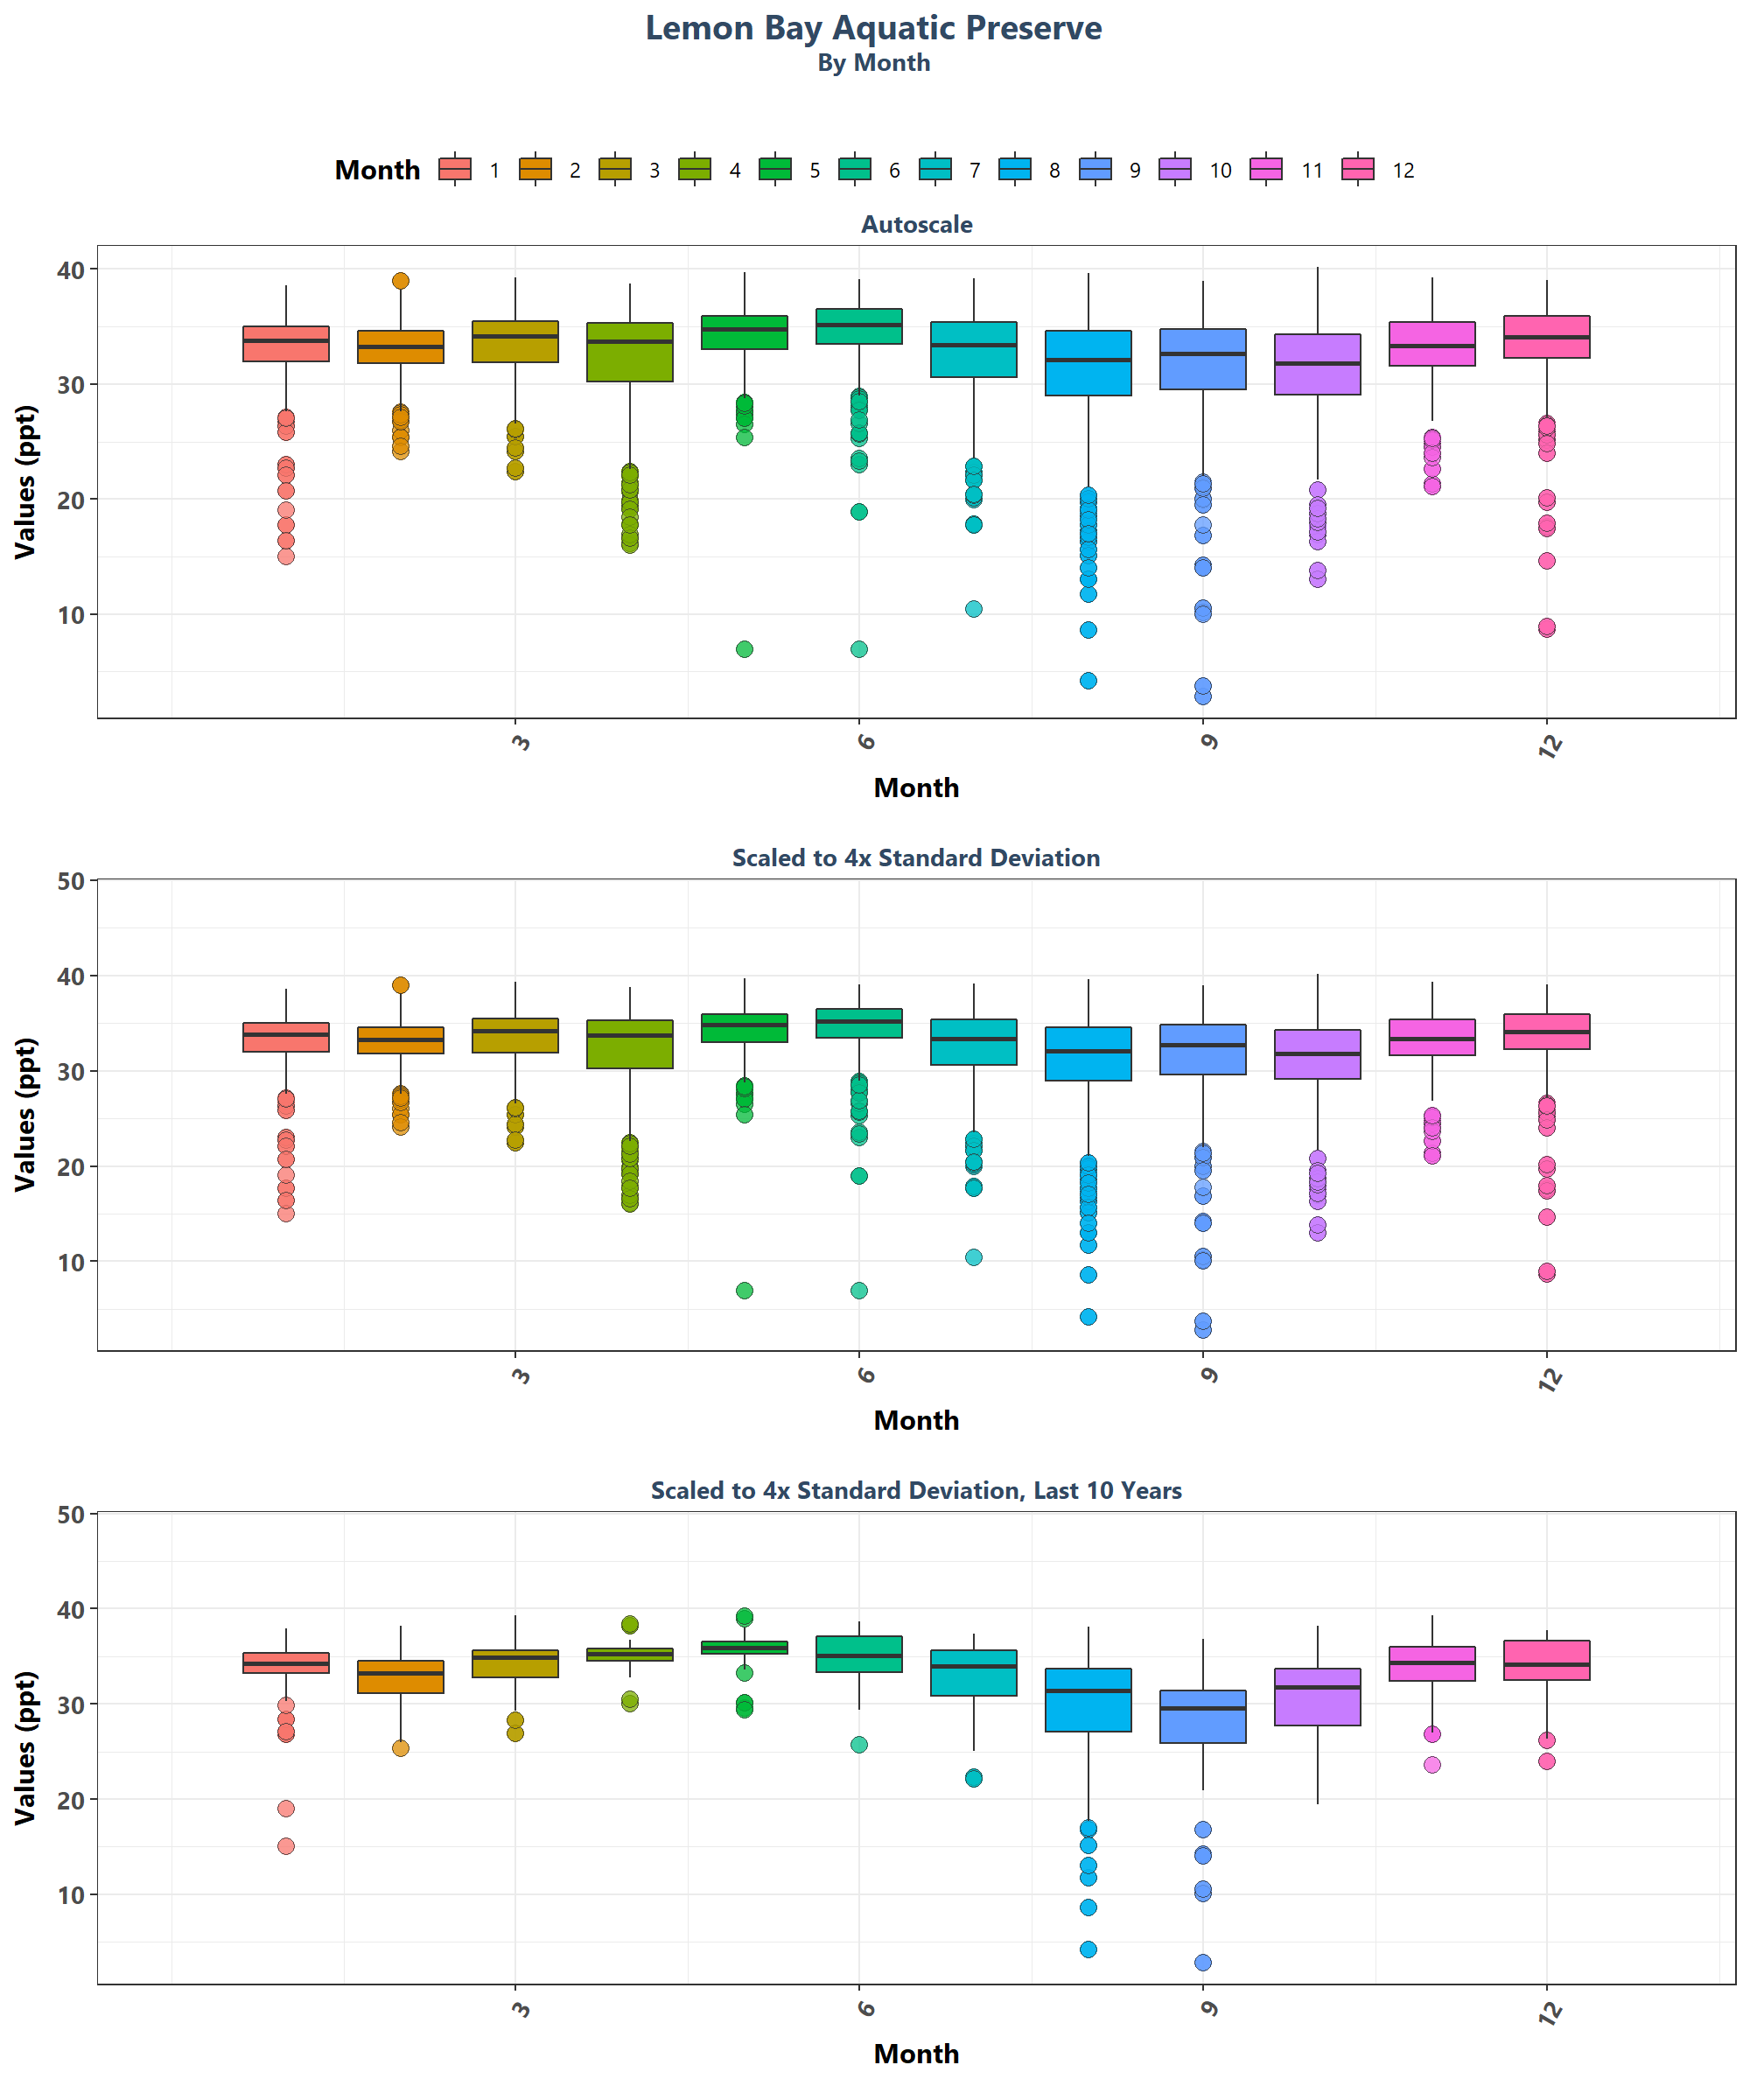 Lemon Bay Aquatic Preserve
By Month
Month 1 2 3 4 5 6 7 8 9 10 11 12
Autoscale
Values (ppt)
40
30
20
10
3 6 9 12
Month
Scaled to 4x Standard Deviation
Values (ppt)
50
40
30
20
10
3 6 9 12
Month
Scaled to 4x Standard Deviation, Last 10 Years
Values (ppt)
50
40
30
20
10
3 6 9 12
Month